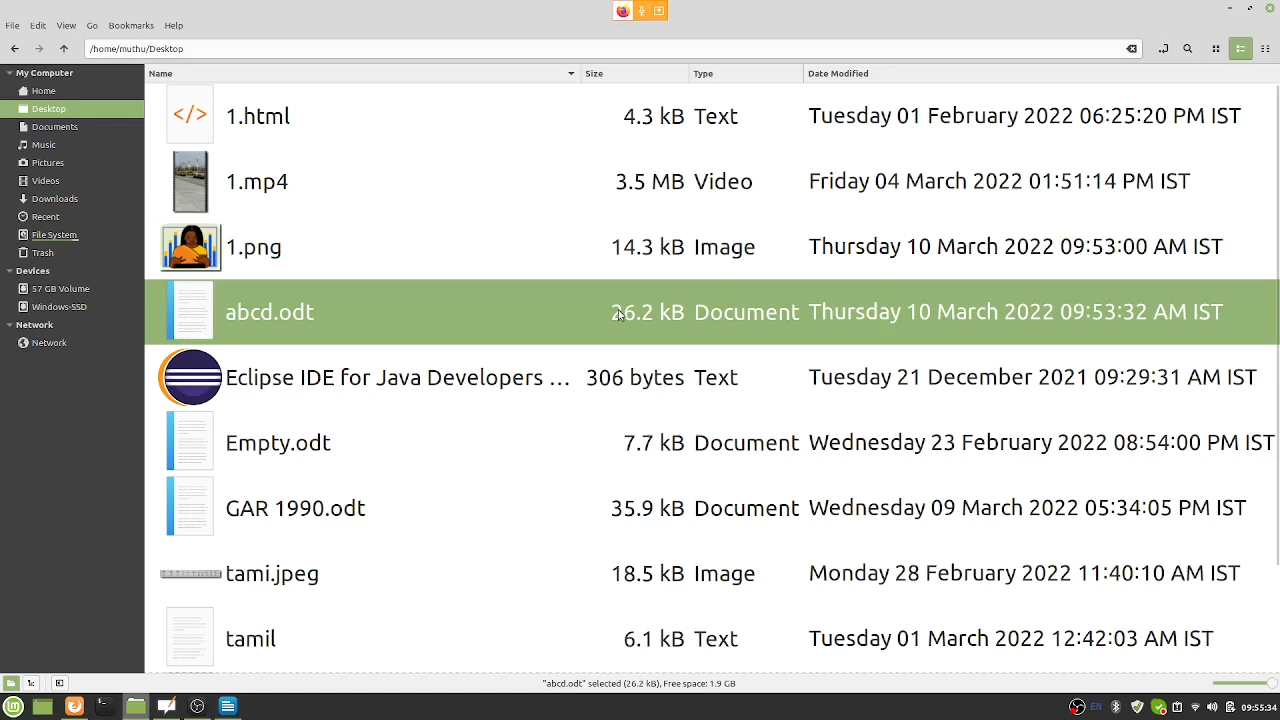 File Edit View Go Bookmarks Help
/home/muthu/Desktop
My Computer
Home
Desktop
Documents
Music
Pictures
Videos
Downloads
Recent
File System
Devices
57 GB Volume
Windows-SSD
Network
Network
Name Size Type Date Modified
1.html 4.3 kB Text Tuesday 01 February 2022 06:25:20 PM IST
1.mp4 3.5 MB Video Friday 04 March 2022 01:51:14 PM IST
1.png 14.3 kB Image Thursday 10 March 2022 09:53:00 AM IST
abcd.odt 26.2 kB Document Thursday 10 March 2022 09:53:32 AM IST
Eclipse IDE for Java Developers ... 306 bytes Text Tuesday 21 December 2021 09:29:31 AM IST
Empty.odt 7.7 kB Document Wednesday 23 February 2022 08:54:00 PM IST
GAR 1990.odt 35.9 kB Document Wednesday 09 March 2022 05:34:05 PM IST
tami.jpeg 18.5 kB Image Monday 28 February 2022 11:40:10 AM IST
tamil 6.1 kB Text Tuesday 01 March 2022 12:42:03 AM IST
"abcd.odt" selected (26.2 kB), Free space: 1.9 GB
EN 09:55:34